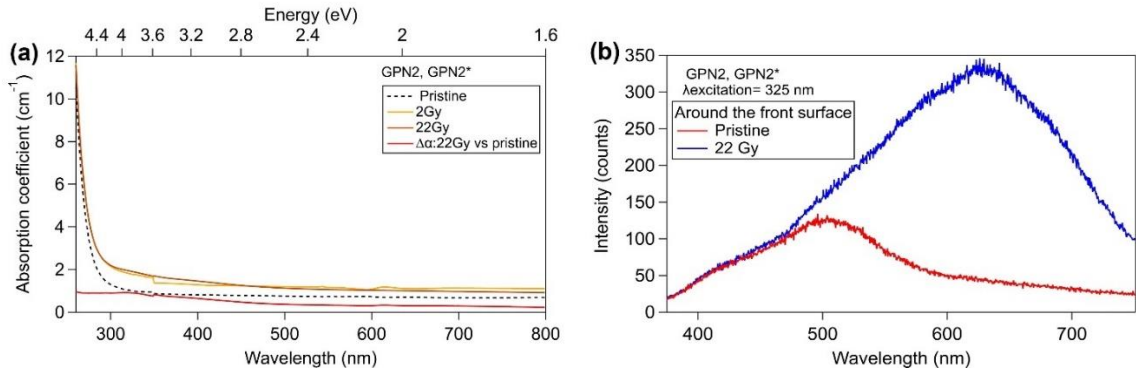 Energy (eV)
4.4 4 3.6 3.2 2.8 2.4 2 1.6
(a)
12
10
8
6
4
2
0
Absorption coefficient (cm⁻¹)
GPN2, GPN2*
Pristine
2Gy
22Gy
Δα:22Gy vs pristine
300 400 500 600 700 800
Wavelength (nm)
(b)
350
300
250
200
150
100
50
0
Intensity (counts)
GPN2, GPN2*
λexcitation= 325 nm
Around the front surface
Pristine
22 Gy
400 500 600 700
Wavelength (nm)